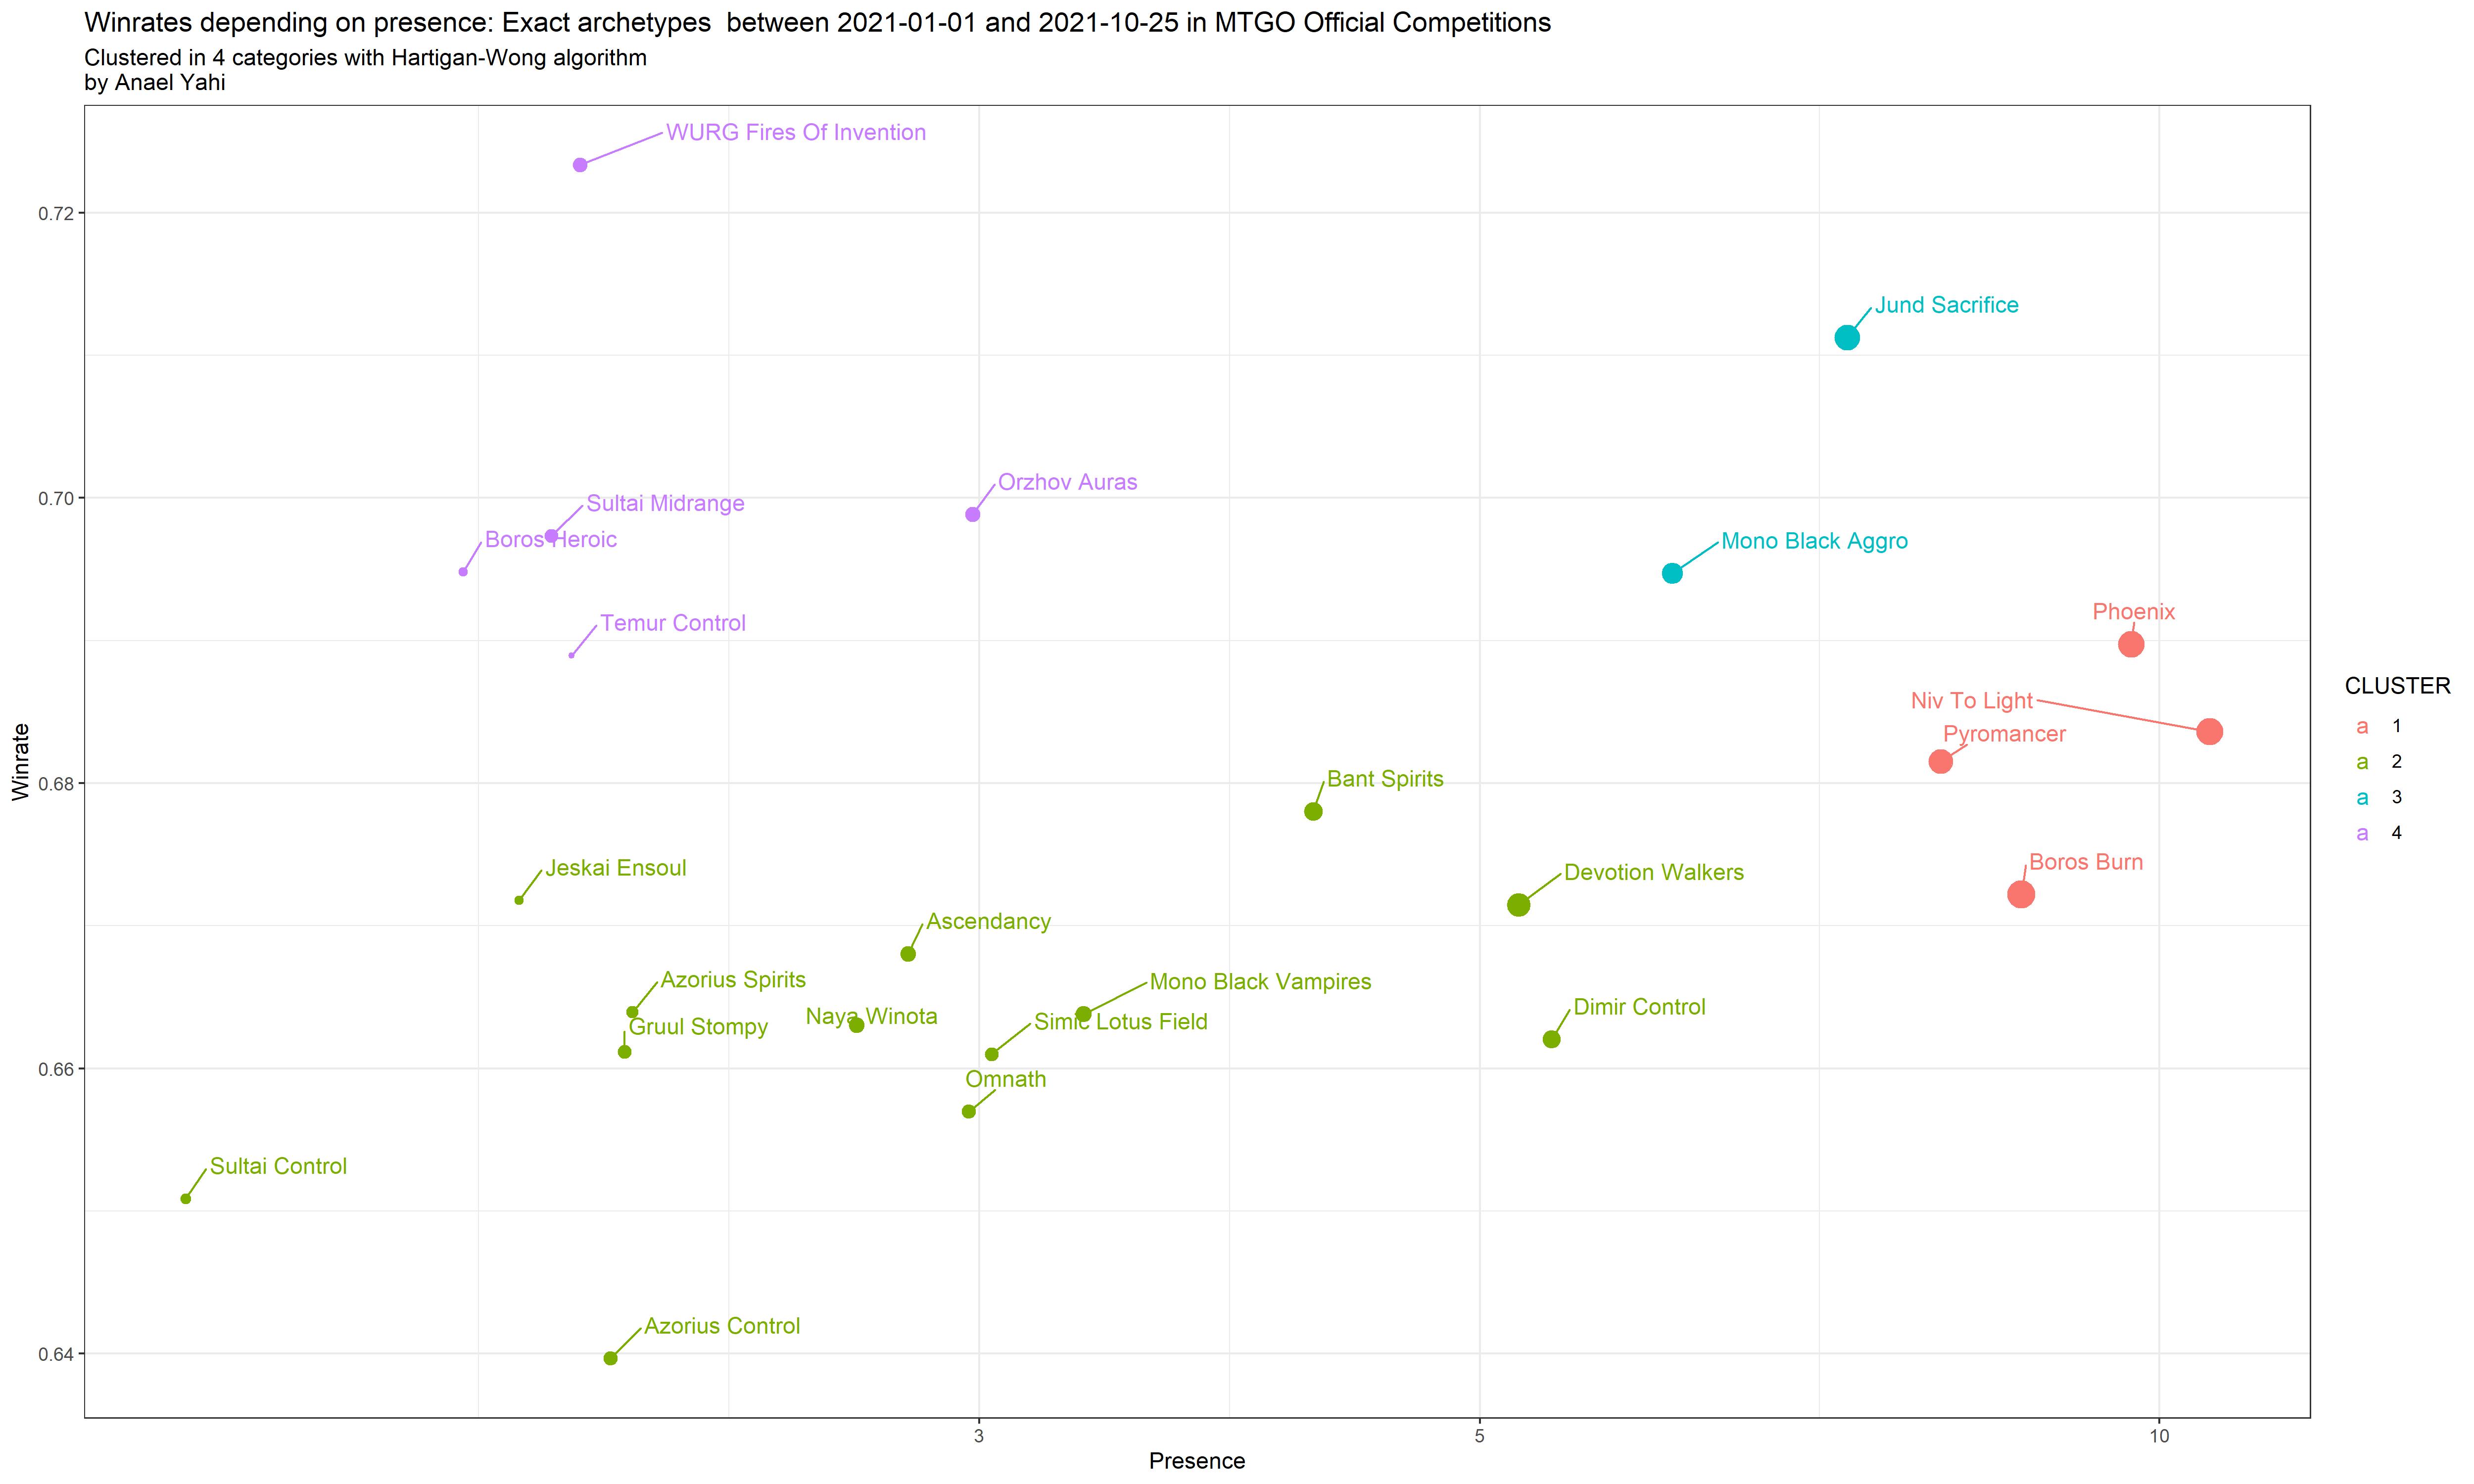 Winrates depending on presence: Exact archetypes  between 2021-01-01 and 2021-10-25 in MTGO Official Competitions
Clustered in 4 categories with Hartigan-Wong algorithm
by Anael Yahi
WURG Fires Of Invention
0.72
Jund Sacrifice
Orzhov Auras
0.70
Sultai Midrange
Boros Heroic
Mono Black Aggro
Phoenix
Temur Control
Niv To Light
Pyromancer
Winrate
0.68
Bant Spirits
Boros Burn
Jeskai Ensoul
Devotion Walkers
Ascendancy
Azorius Spirits
Mono Black Vampires
Dimir Control
Naya Winota
Simic Lotus Field
Gruul Stompy
0.66
Omnath
Sultai Control
Azorius Control
0.64
3
5
10
Presence
CLUSTER
a 1
a 2
a 3
a 4